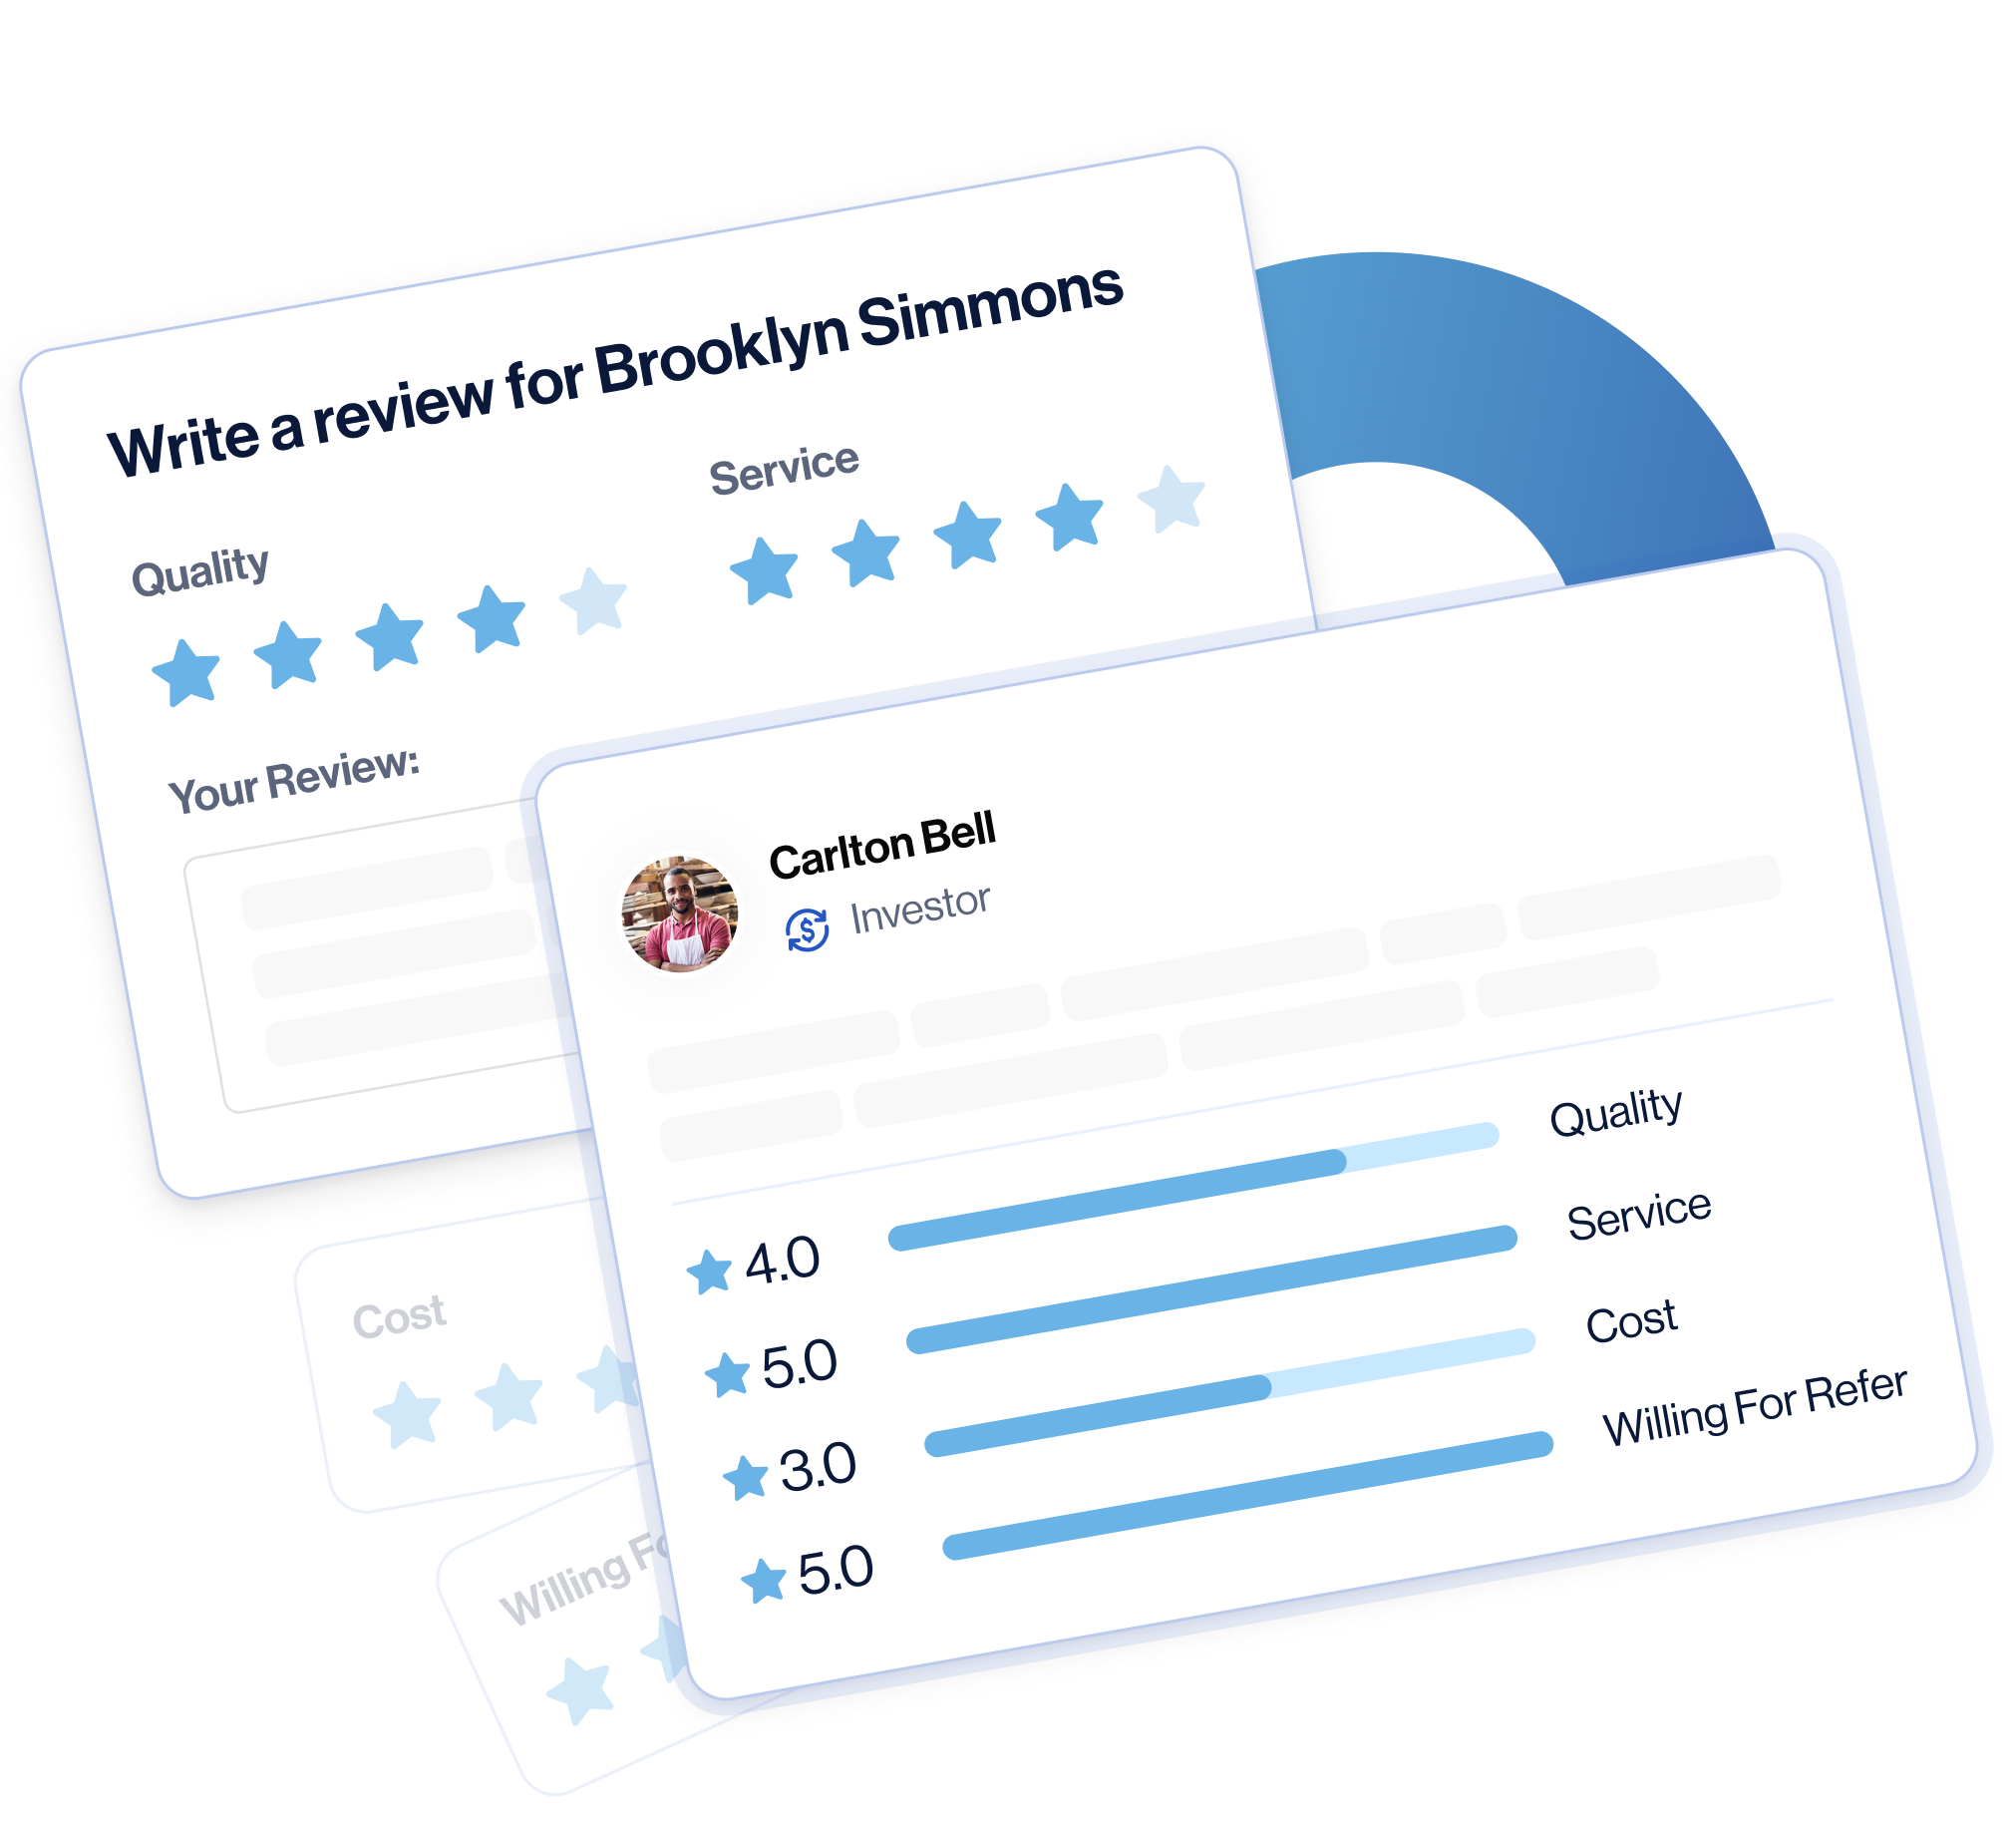 Write a review for Brooklyn Simmons
Quality
Service
Your Review:
Carlton Bell
Investor
4.0
Quality
5.0
Service
3.0
Cost
5.0
Willing For Refer
Cost
Willing